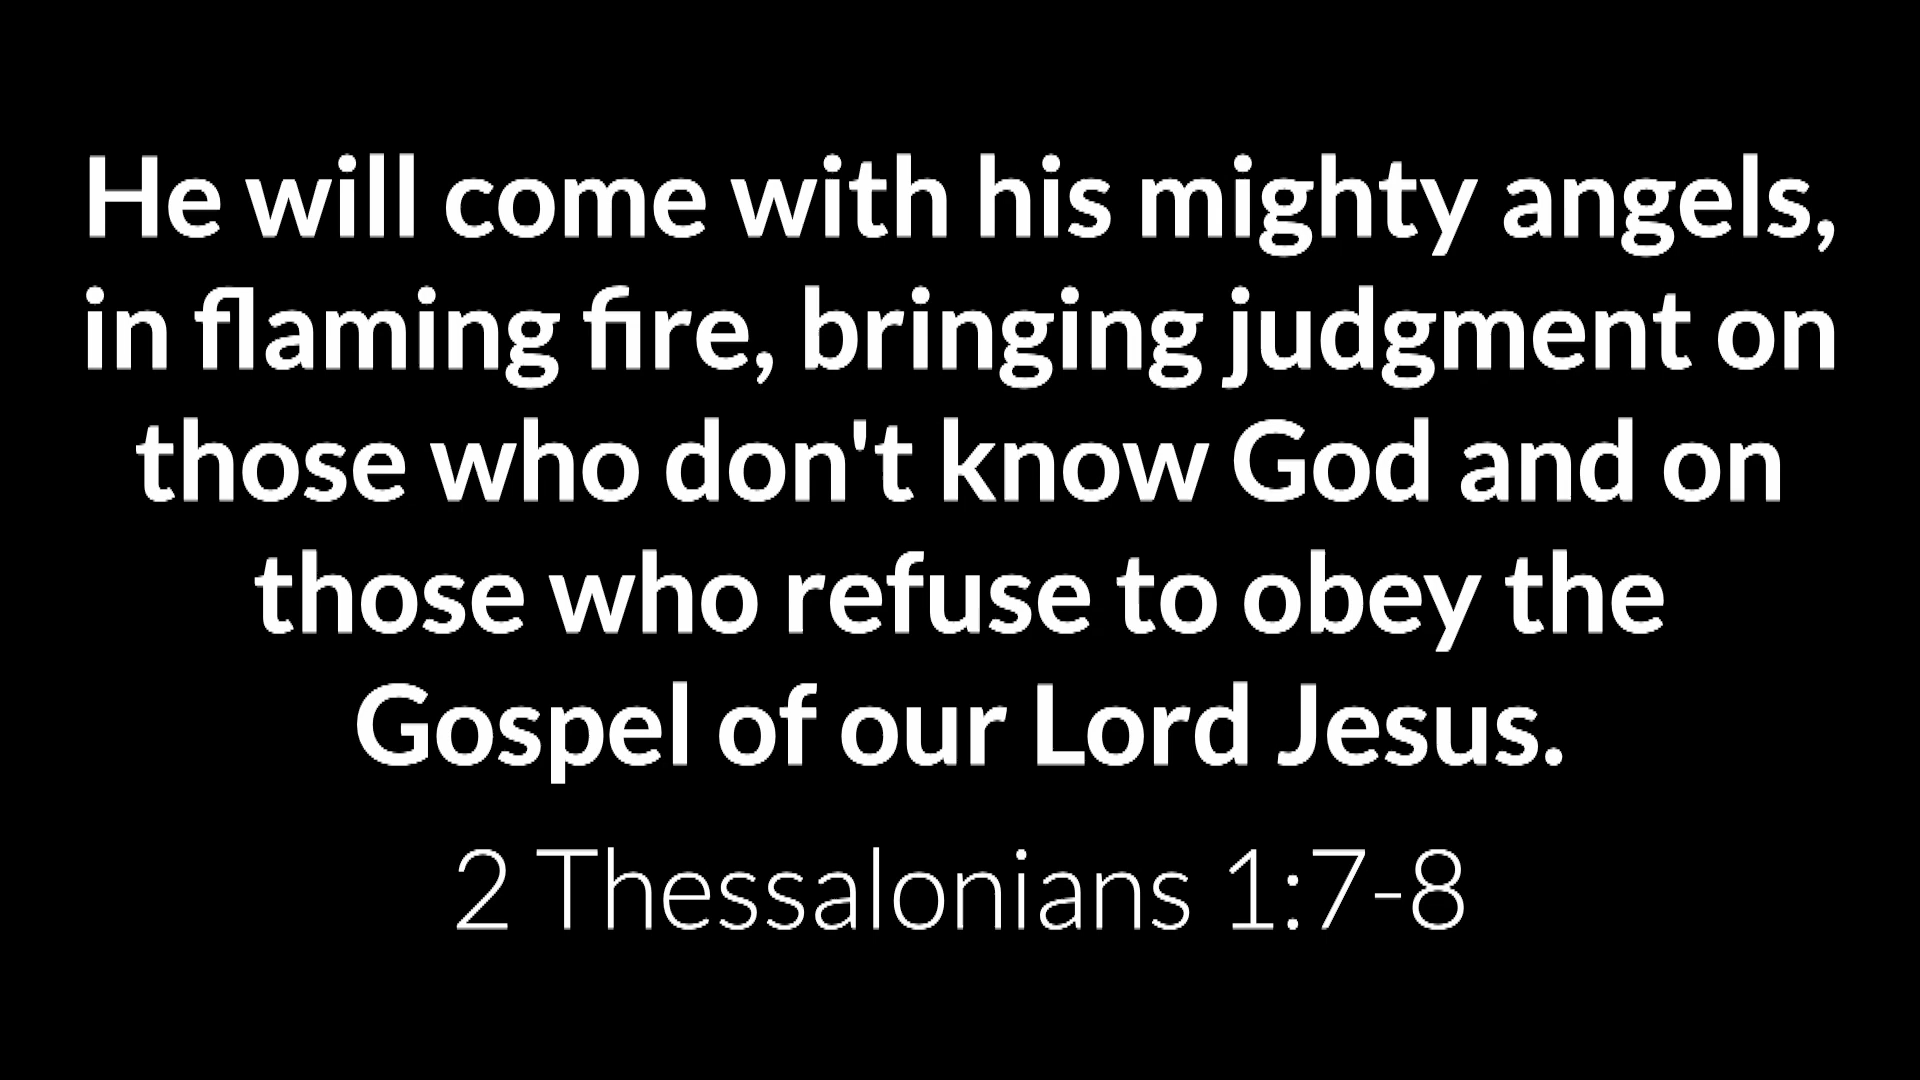 He will come with his mighty angels,
in flaming fire, bringing judgment on
those who don't know God and on
those who refuse to obey the
Gospel of our Lord Jesus.
2 Thessalonians 1:7-8